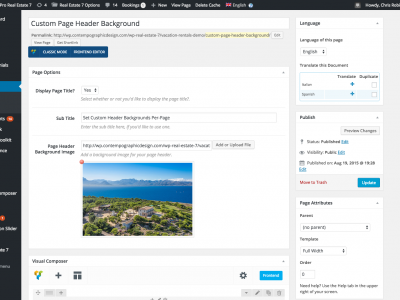 Pro Real Estate 7
Real Estate 7 Options
14
Bookings
+ New
View Page
Delete Cache
English
Howdy, Chris Robi
Custom Page Header Background
Permalink: http://wp.contempographicdesign.com/wp-real-estate-7/vacation-rentals-demo/custom-page-header-background/
Edit
View Page
Get Shortlink
CLASSIC MODE
FRONTEND EDITOR
Page Options
Display Page Title?
Yes
Select whether or not you'd like to display the page title?.
Sub Title
Set Custom Header Backgrounds Per-Page
Enter the sub title here, if you'd like to use one.
Page Header
Background Image
http://wp.contempographicdesign.com/wp-real-estate-7/vacat
Add or Upload File
Add a background image for your page header.
Visual Composer
Frontend
Language
Language of this page
English
Translate this Document
Translate
Duplicate
Italian
Spanish
Publish
Preview Changes
Status: Published Edit
Visibility: Public Edit
Published on: Aug 19, 2015 @ 19:28
Edit
Move to Trash
Update
Page Attributes
Parent
(no parent)
Template
Full Width
Order
0
Need help? Use the Help tab in the upper
right of your screen.
ials
s
oolkit
ks
omposer
on Slider
7
menu